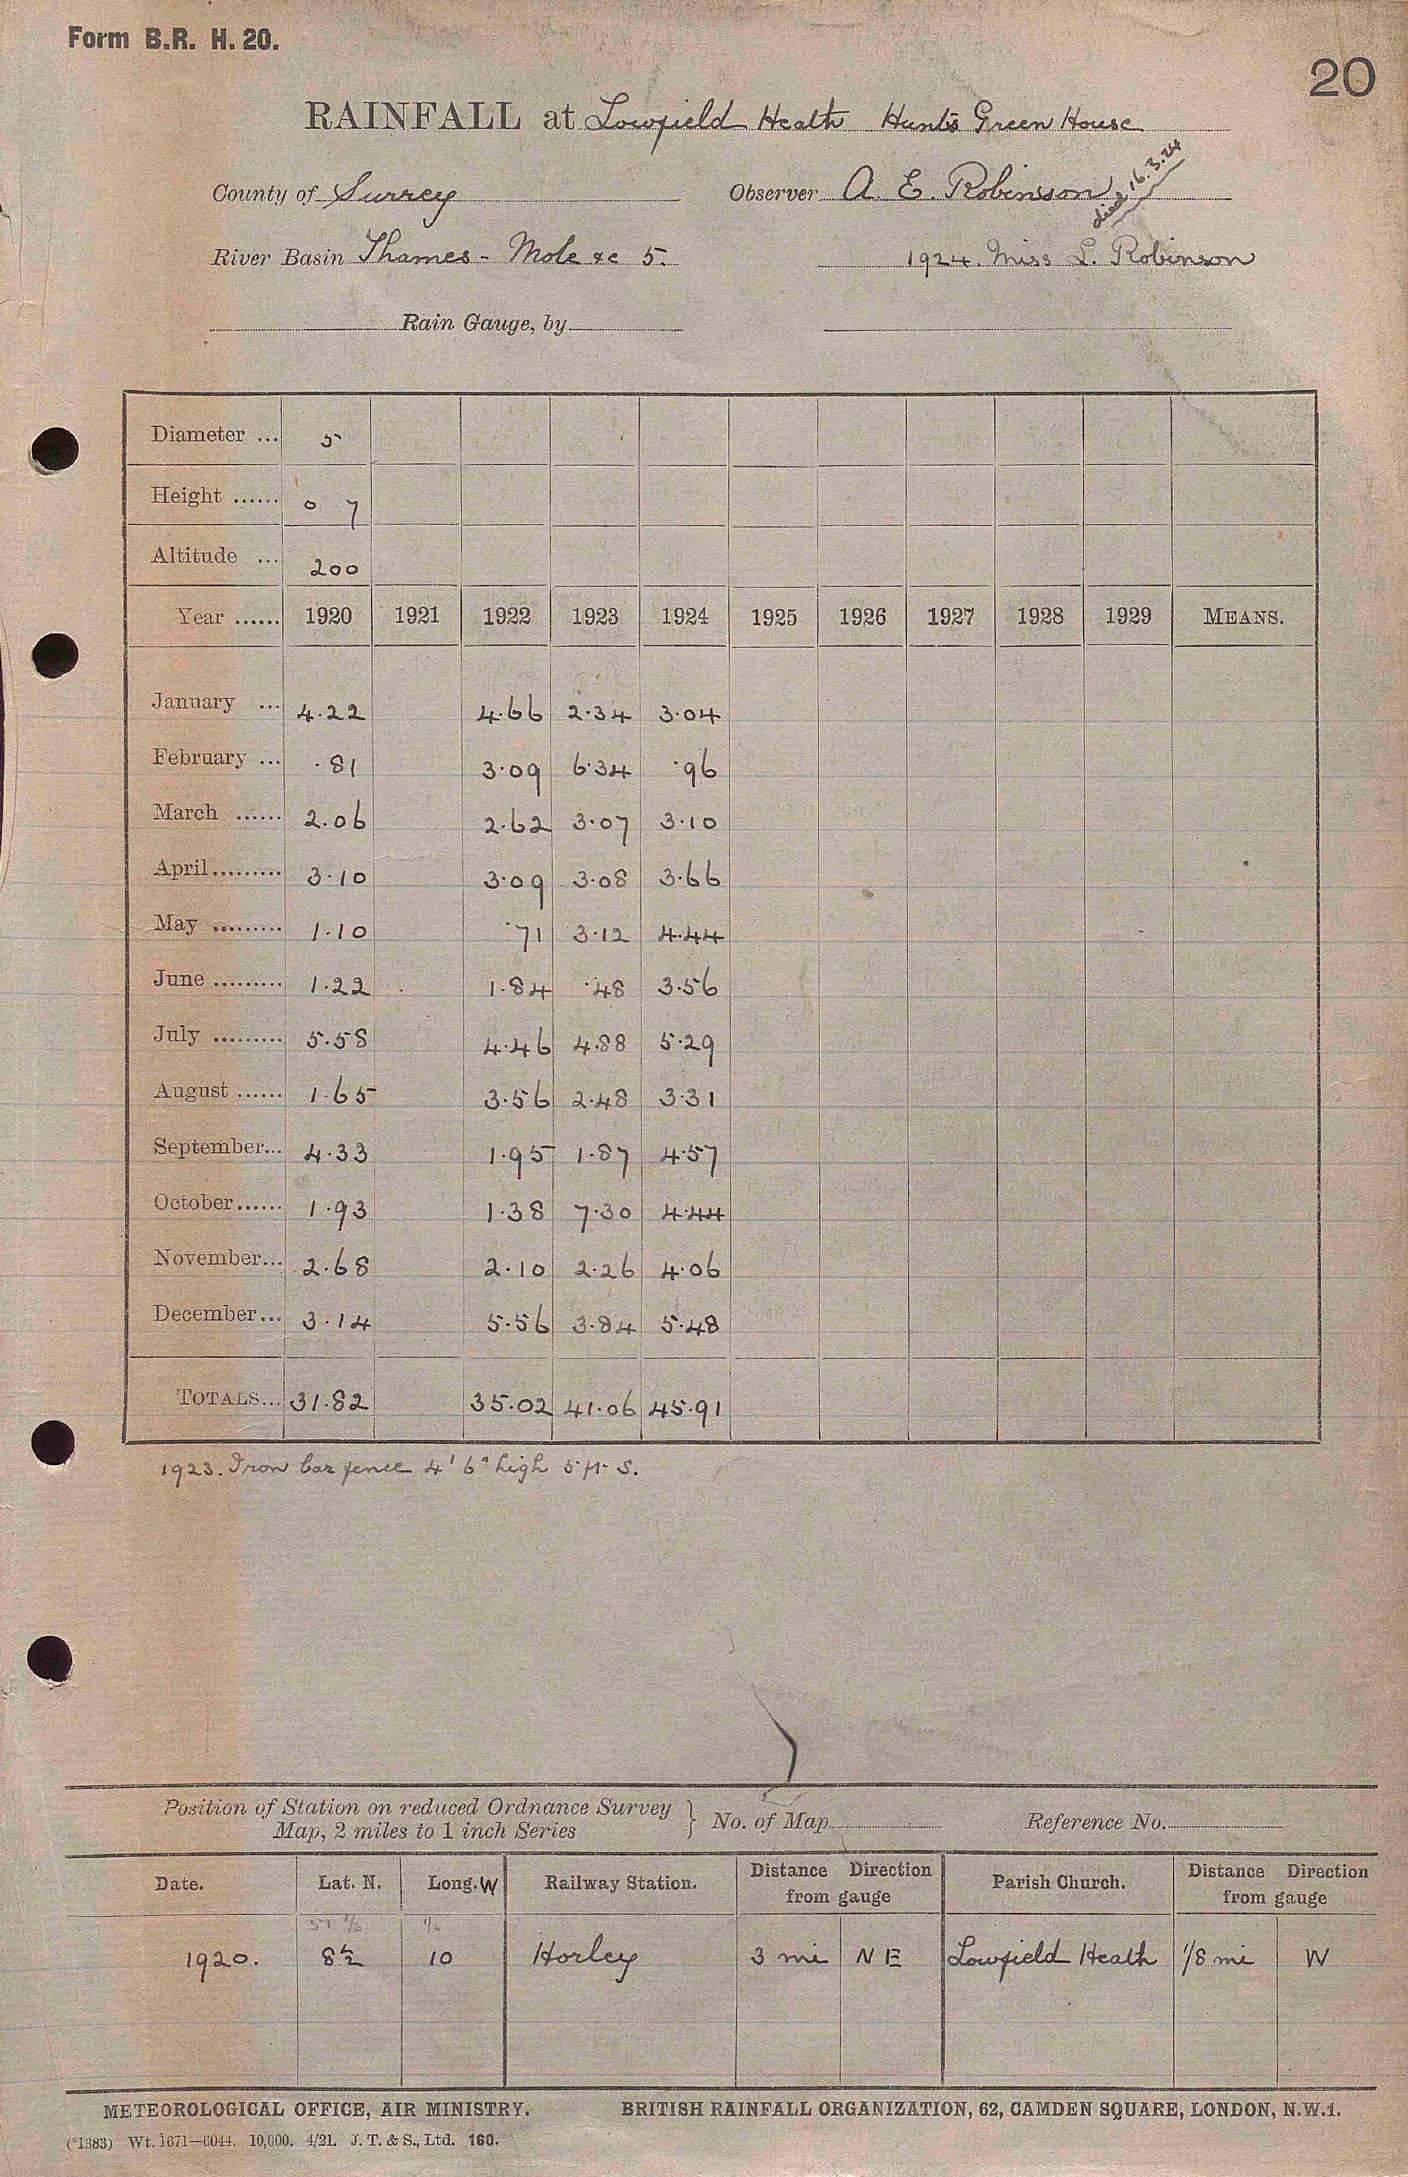 Form B.R. H. 20.
20
RAINFALL at Lowfield Heath Hunts Green House
County of Surrey Observer A. E. Robinson died 16.3.24
River Basin Thames - Mole &c 5. 1924. Miss L. Robinson
Rain Gauge, by
Diameter ... 5
Height ...... 0 7
Altitude ... 200
Year ...... 1920 1921 1922 1923 1924 1925 1926 1927 1928 1929 MEANS.
January ... 4.22 4.66 2.34 3.04
February ... .81 3.09 6.34 .96
March ...... 2.06 2.62 3.07 3.10
April ......... 3.10 3.09 3.08 3.66
May ......... 1.10 .71 3.12 4.44
June ......... 1.22 1.84 .48 3.56
July ......... 5.58 4.46 4.88 5.29
August ...... 1.65 3.56 2.48 3.31
September... 4.33 1.95 1.87 4.57
October...... 1.93 1.38 7.30 4.44
November... 2.68 2.10 2.26 4.06
December... 3.14 5.56 3.84 5.48
TOTALS... 31.82 35.02 41.06 45.91
1923. Iron bar fence 4' 6" high 5 ft S.
Position of Station on reduced Ordnance Survey
Map, 2 miles to 1 inch Series } No. of Map Reference No.
Date. Lat. N. Long. W Railway Station. Distance Direction from gauge Parish Church. Distance Direction from gauge
51 1/6 1/6
1920. 8½ 10 Horley 3 mi N E Lowfield Heath 1/8 mi W
METEOROLOGICAL OFFICE, AIR MINISTRY. BRITISH RAINFALL ORGANIZATION, 62, CAMDEN SQUARE, LONDON, N.W.1.
(*1383) Wt. 1671—6044. 10,000. 4/21. J. T. & S., Ltd. 160.